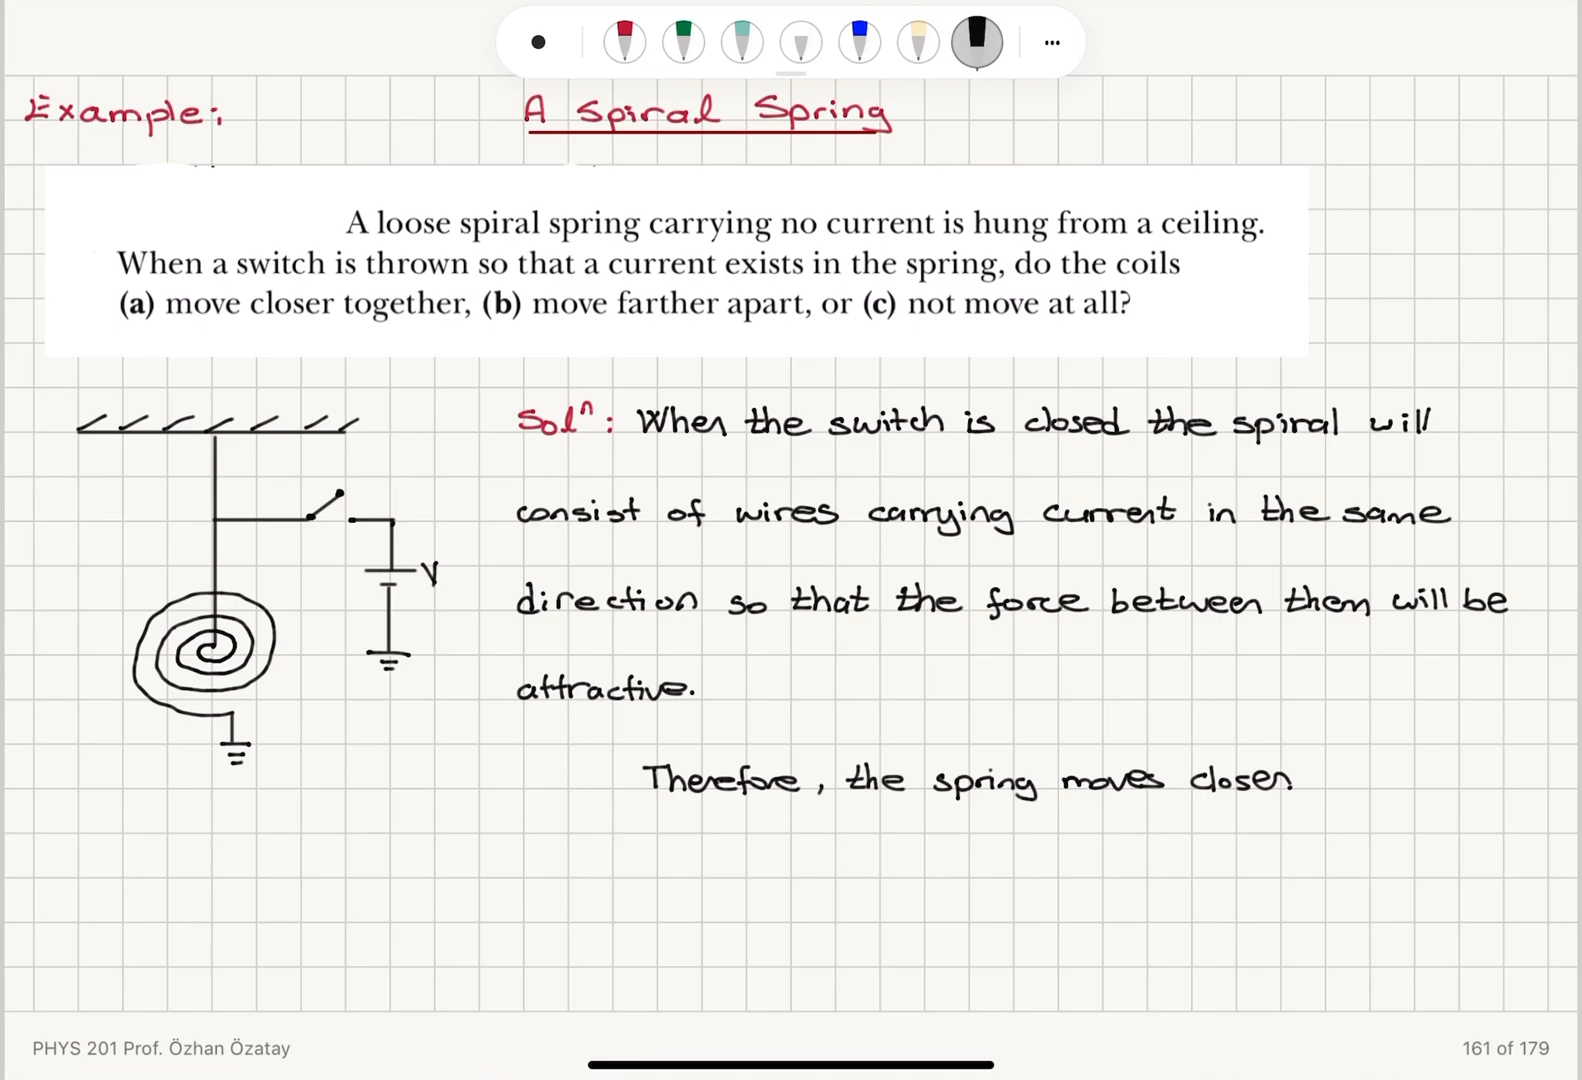 Example:
A Spiral Spring
A loose spiral spring carrying no current is hung from a ceiling.
When a switch is thrown so that a current exists in the spring, do the coils
(a) move closer together, (b) move farther apart, or (c) not move at all?
Solⁿ: When the switch is closed the spiral will
consist of wires carrying current in the same
direction so that the force between them will be
attractive.
Therefore, the spring moves closer.
V
PHYS 201 Prof. Özhan Özatay
161 of 179